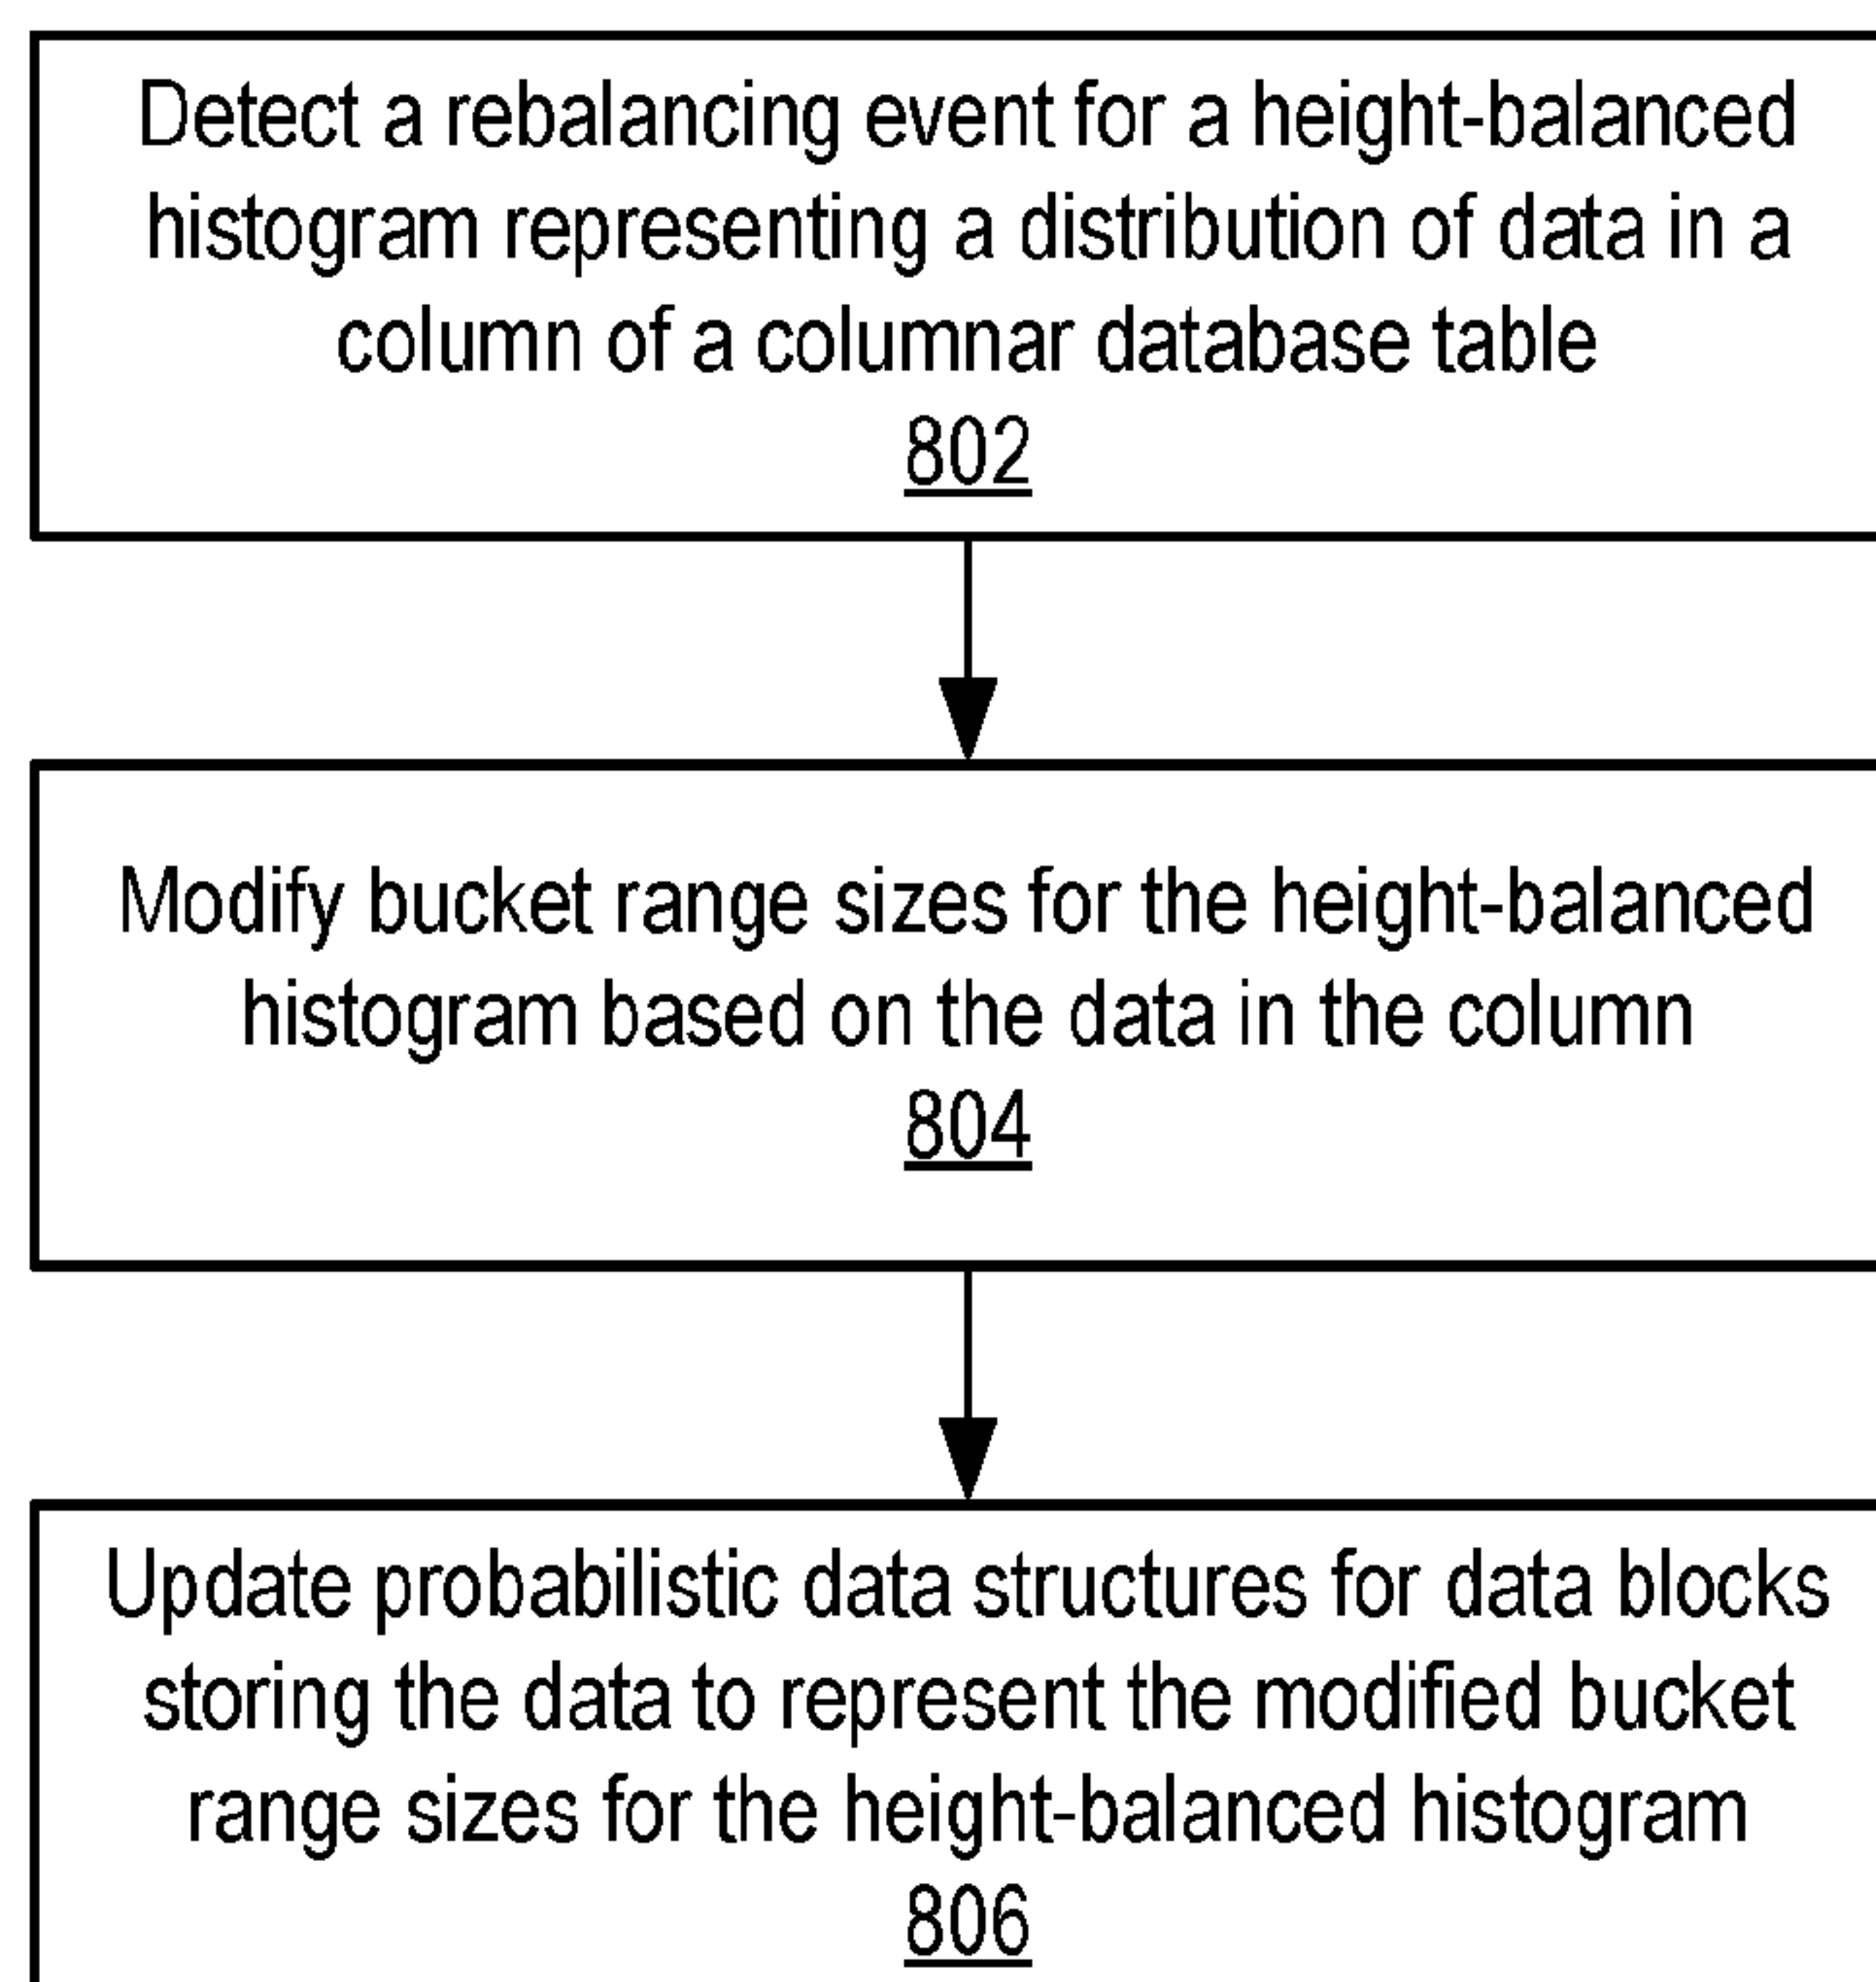 Detect a rebalancing event for a height-balanced
histogram representing a distribution of data in a
column of a columnar database table
802
Modify bucket range sizes for the height-balanced
histogram based on the data in the column
804
Update probabilistic data structures for data blocks
storing the data to represent the modified bucket
range sizes for the height-balanced histogram
806